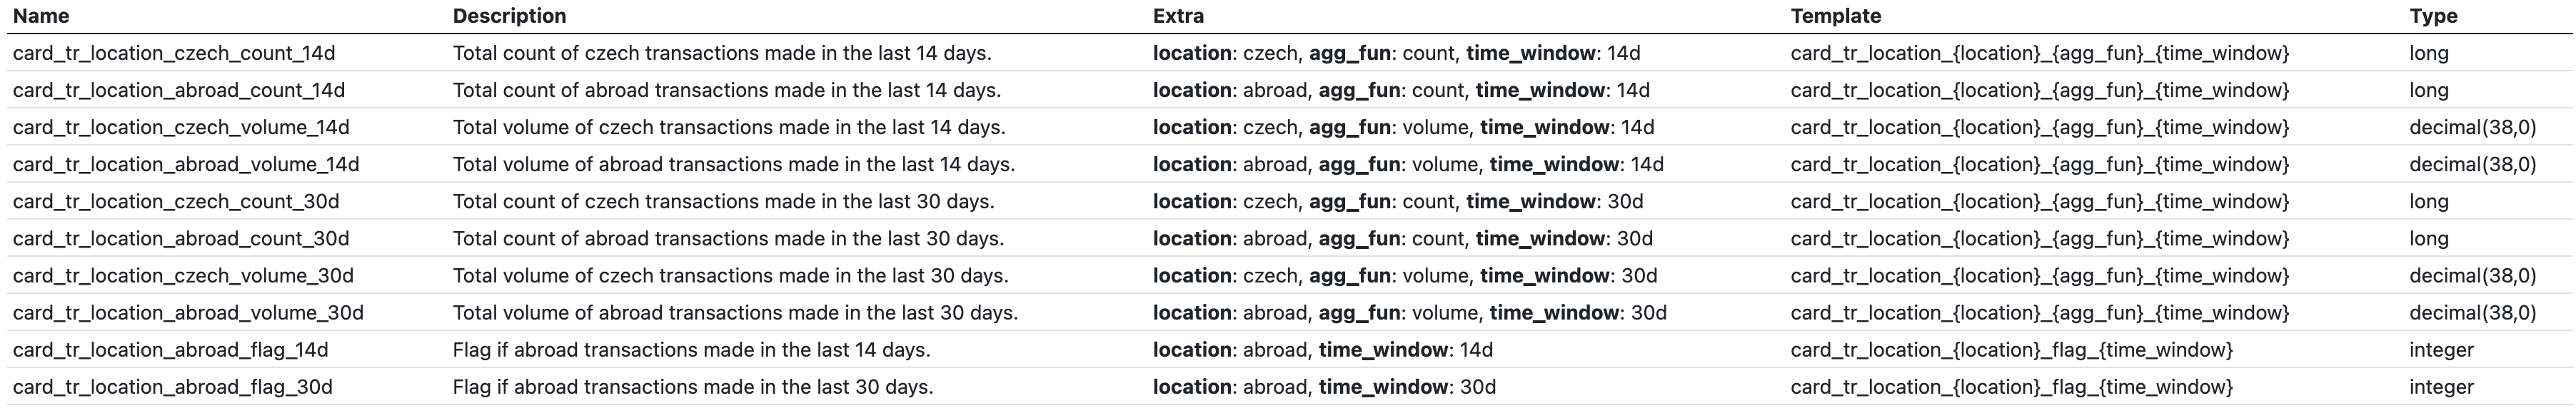 Name Description Extra Template Type
card_tr_location_czech_count_14d Total count of czech transactions made in the last 14 days. location: czech, agg_fun: count, time_window: 14d card_tr_location_{location}_{agg_fun}_{time_window} long
card_tr_location_abroad_count_14d Total count of abroad transactions made in the last 14 days. location: abroad, agg_fun: count, time_window: 14d card_tr_location_{location}_{agg_fun}_{time_window} long
card_tr_location_czech_volume_14d Total volume of czech transactions made in the last 14 days. location: czech, agg_fun: volume, time_window: 14d card_tr_location_{location}_{agg_fun}_{time_window} decimal(38,0)
card_tr_location_abroad_volume_14d Total volume of abroad transactions made in the last 14 days. location: abroad, agg_fun: volume, time_window: 14d card_tr_location_{location}_{agg_fun}_{time_window} decimal(38,0)
card_tr_location_czech_count_30d Total count of czech transactions made in the last 30 days. location: czech, agg_fun: count, time_window: 30d card_tr_location_{location}_{agg_fun}_{time_window} long
card_tr_location_abroad_count_30d Total count of abroad transactions made in the last 30 days. location: abroad, agg_fun: count, time_window: 30d card_tr_location_{location}_{agg_fun}_{time_window} long
card_tr_location_czech_volume_30d Total volume of czech transactions made in the last 30 days. location: czech, agg_fun: volume, time_window: 30d card_tr_location_{location}_{agg_fun}_{time_window} decimal(38,0)
card_tr_location_abroad_volume_30d Total volume of abroad transactions made in the last 30 days. location: abroad, agg_fun: volume, time_window: 30d card_tr_location_{location}_{agg_fun}_{time_window} decimal(38,0)
card_tr_location_abroad_flag_14d Flag if abroad transactions made in the last 14 days. location: abroad, time_window: 14d card_tr_location_{location}_flag_{time_window} integer
card_tr_location_abroad_flag_30d Flag if abroad transactions made in the last 30 days. location: abroad, time_window: 30d card_tr_location_{location}_flag_{time_window} integer